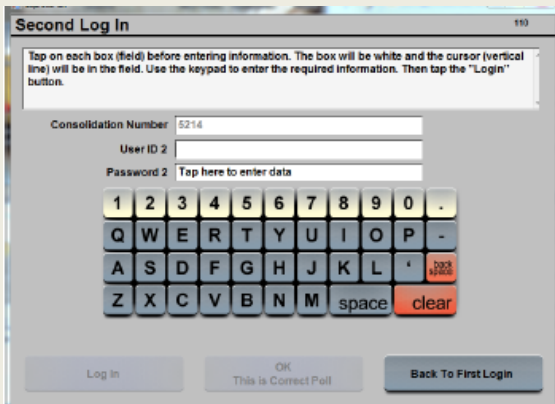 Second Log In 110
Tap on each box (field) before entering information. The box will be white and the cursor (vertical
line) will be in the field. Use the keypad to enter the required information. Then tap the "Login"
button.
Consolidation Number 5214
User ID 2
Password 2 Tap here to enter data
1 2 3 4 5 6 7 8 9 0 .
Q W E R T Y U I O P -
A S D F G H J K L ' back space
Z X C V B N M space clear
Log In OK Back To First Login
This is Correct Poll